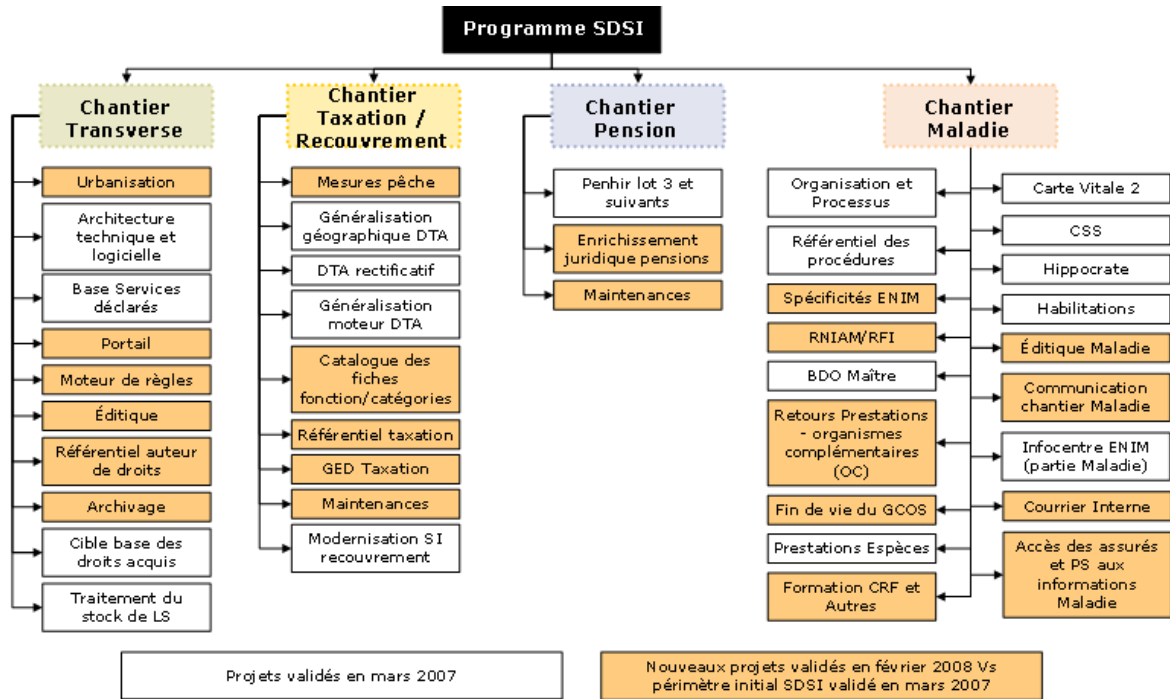 Programme SDSI
Chantier
Transverse
Urbanisation
Architecture
technique et
logicielle
Base Services
déclarés
Portail
Moteur de règles
Éditique
Référentiel auteur
de droits
Archivage
Cible base des
droits acquis
Traitement du
stock de LS
Chantier
Taxation /
Recouvrement
Mesures pêche
Généralisation
géographique DTA
DTA rectificatif
Généralisation
moteur DTA
Catalogue des
fiches
fonction/catégories
Référentiel taxation
GED Taxation
Maintenances
Modernisation SI
recouvrement
Chantier
Pension
Penhir lot 3 et
suivants
Enrichissement
juridique pensions
Maintenances
Chantier
Maladie
Organisation et
Processus
Référentiel des
procédures
Spécificités ENIM
RNIAM/RFI
BDO Maître
Retours Prestations
- organismes
complémentaires
(OC)
Fin de vie du GCOS
Prestations Espèces
Formation CRF et
Autres
Carte Vitale 2
CSS
Hippocrate
Habilitations
Éditique Maladie
Communication
chantier Maladie
Infocentre ENIM
(partie Maladie)
Courrier Interne
Accès des assurés
et PS aux
informations
Maladie
Projets validés en mars 2007
Nouveaux projets validés en février 2008 Vs
périmètre initial SDSI validé en mars 2007